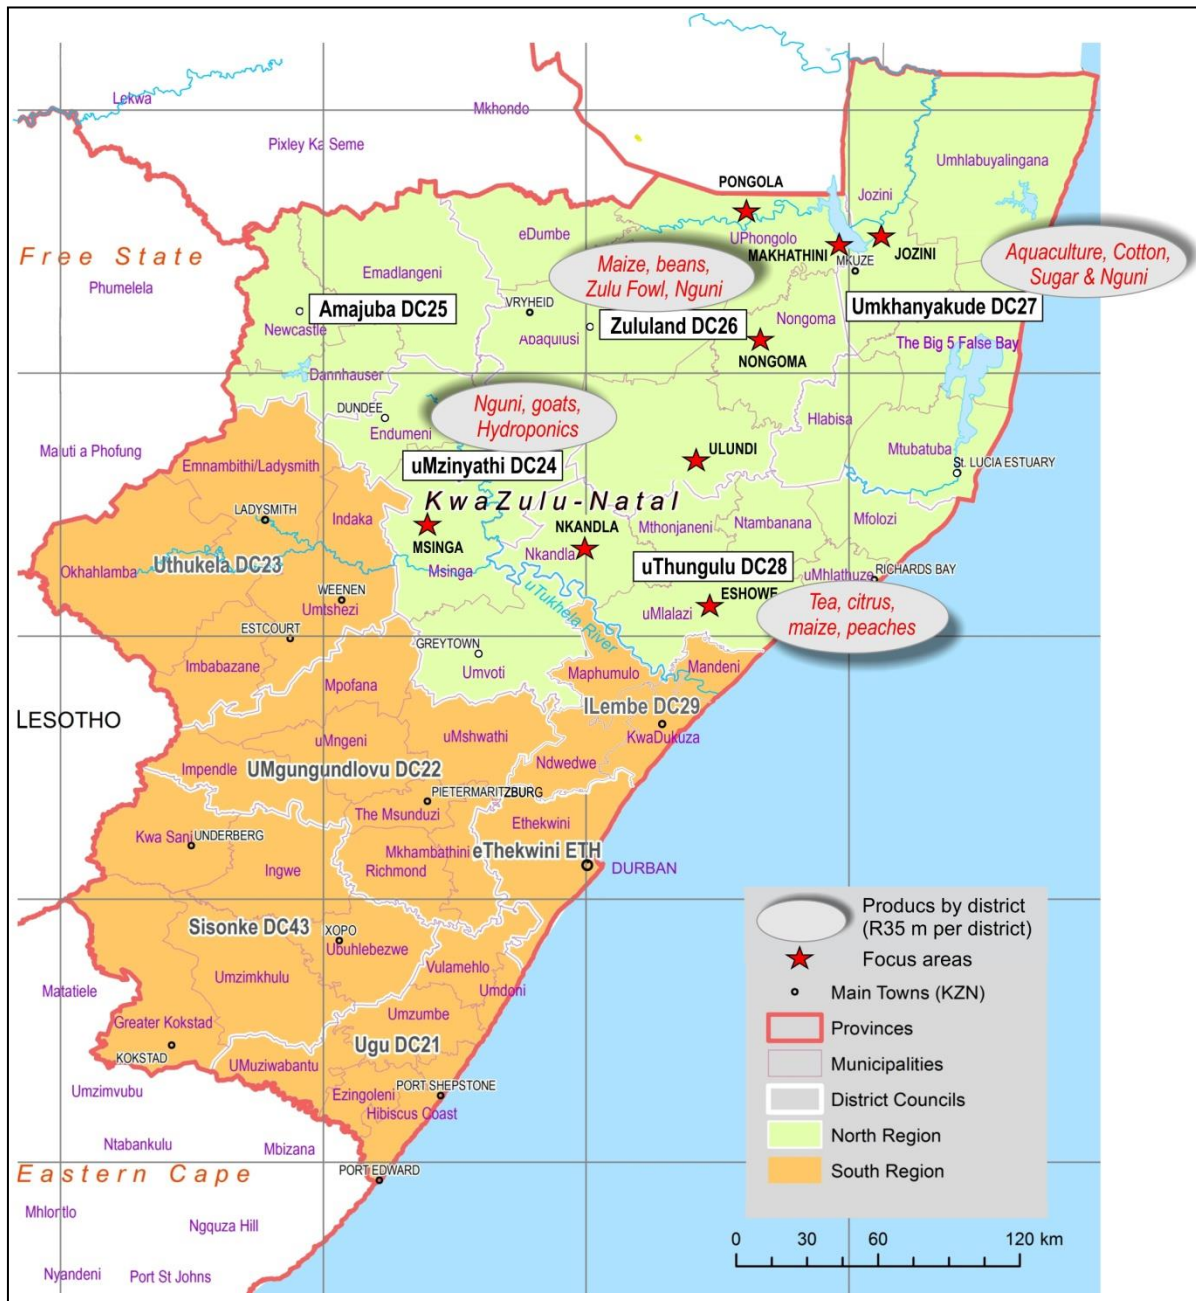 Lekwa
Mkhondo
Pixley Ka Seme
Umhlabuyalingana
PONGOLA
Jozini
eDumbe
UPhongolo
Free State
Emadlangeni
Maize, beans,
Zulu Fowl, Nguni
MAKHATHINI
MKUZE
JOZINI
Aquaculture, Cotton,
Sugar & Nguni
Phumelela
Amajuba DC25
VRYHEID
Zululand DC26
Nongoma
Umkhanyakude DC27
Newcastle
Abaqulusi
NONGOMA
The Big 5 False Bay
Dannhauser
DUNDEE
Endumeni
Nguni, goats,
Hydroponics
Hlabisa
Mtubatuba
Maluti a Phofung
Emnambithi/Ladysmith
uMzinyathi DC24
ULUNDI
St. LUCIA ESTUARY
KwaZulu-Natal
LADYSMITH
Indaka
MSINGA
NKANDLA
Nkandla
Mthonjaneni
Ntambanana
Mfolozi
Okhahlamba
Uthukela DC23
Msinga
uThungulu DC28
uMhlathuze
RICHARDS BAY
WEENEN
Umtshezi
uTukhela River
ESHOWE
uMlalazi
Tea, citrus,
maize, peaches
ESTCOURT
Imbabazane
GREYTOWN
Umvoti
Maphumulo
Mandeni
Mpofana
LESOTHO
ILembe DC29
KwaDukuza
uMngeni
uMshwathi
Impendle
UMgungundlovu DC22
Ndwedwe
PIETERMARITZBURG
The Msunduzi
Ethekwini
Kwa Sani
UNDERBERG
Mkhambathini
eThekwini ETH
Ingwe
Richmond
DURBAN
Sisonke DC43
XOPO
Ubuhlebezwe
Vulamehlo
Umzimkhulu
Umdoni
Matatiele
Greater Kokstad
Umzumbe
KOKSTAD
Ugu DC21
UMuziwabantu
Umzimvubu
Ezingoleni
PORT SHEPSTONE
Hibiscus Coast
Ntabankulu
Mbizana
Eastern Cape
PORT EDWARD
Mhlontlo
Ngquza Hill
Nyandeni
Port St Johns
Producs by district
(R35 m per district)
Focus areas
Main Towns (KZN)
Provinces
Municipalities
District Councils
North Region
South Region
0 30 60 120 km